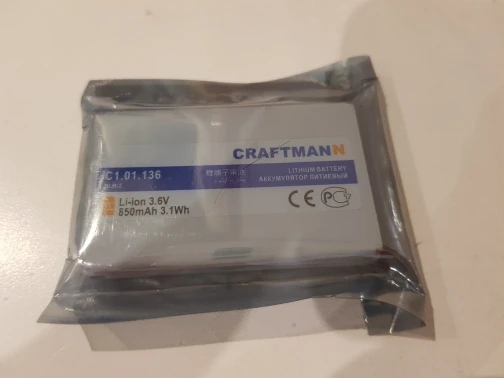 CRAFTMANN
C1.01.136
LITHIUM BATTERY
АККУМУЛЯТОР ЛИТИЕВЫЙ
Li-ion 3.6V
850mAh 3.1Wh
CE